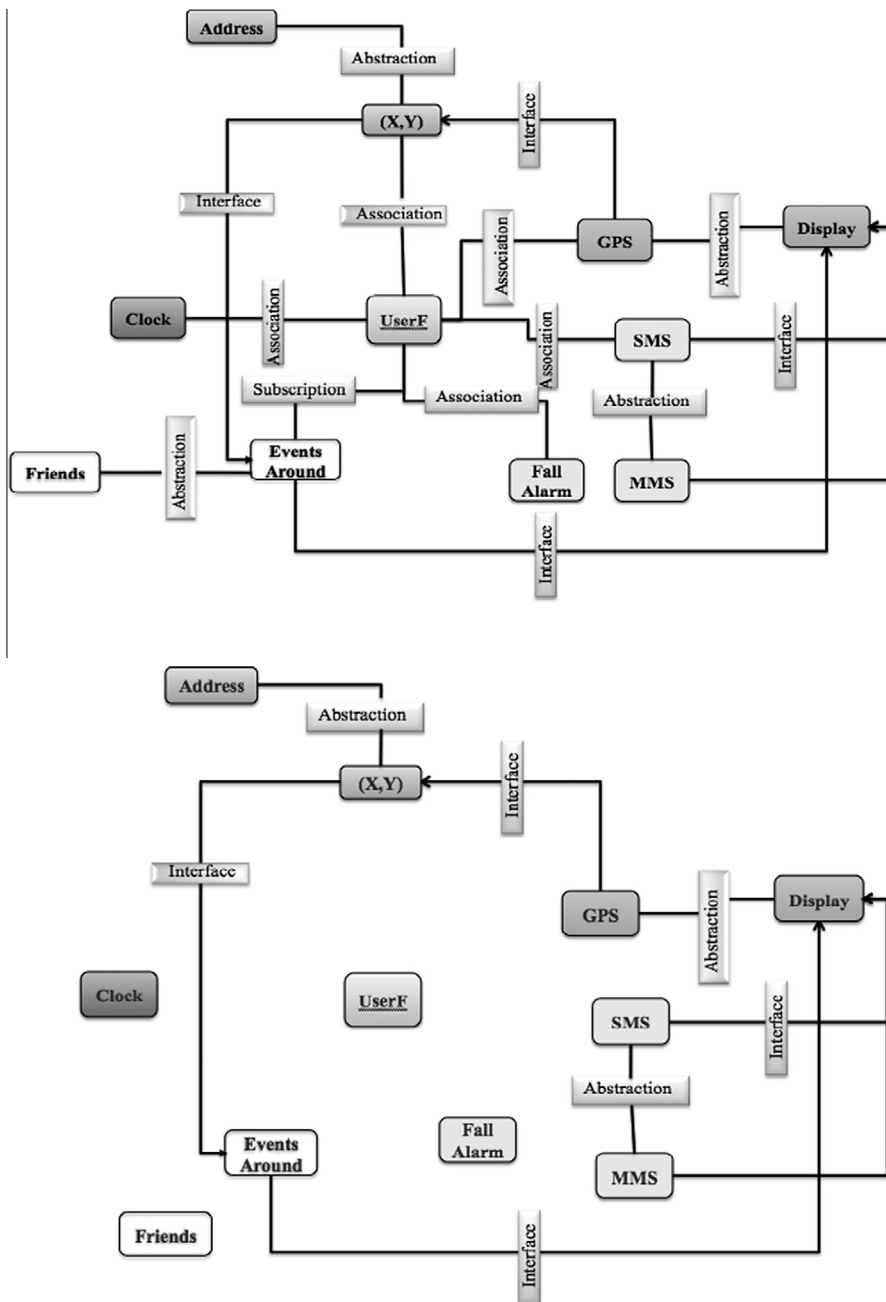 Address
Abstraction
(X,Y)
Interface
Interface
Association
Association
GPS
Abstraction
Display
Clock
Association
UserF
Association
SMS
Interface
Subscription
Association
Abstraction
Friends
Abstraction
Events
Around
Fall
Alarm
MMS
Interface
Address
Abstraction
(X,Y)
Interface
Interface
GPS
Abstraction
Display
Clock
UserF
SMS
Interface
Abstraction
Events
Around
Fall
Alarm
MMS
Friends
Interface